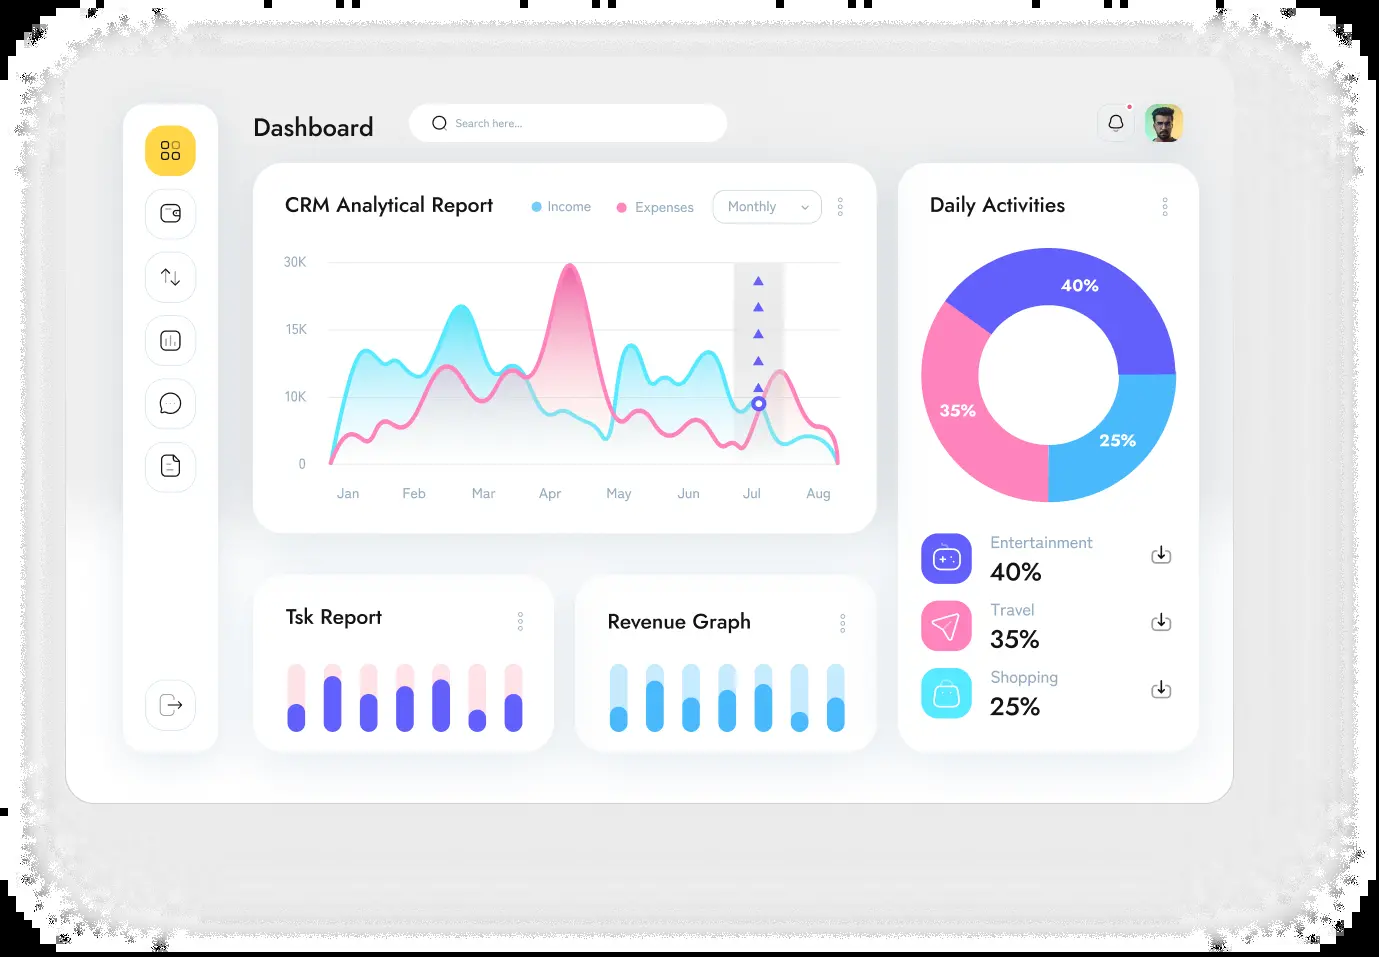 Dashboard
Search here...
CRM Analytical Report
Income
Expenses
Monthly
30K
15K
10K
0
Jan Feb Mar Apr May Jun Jul Aug
Daily Activities
40%
35%
25%
Entertainment
40%
Travel
35%
Shopping
25%
Tsk Report
Revenue Graph